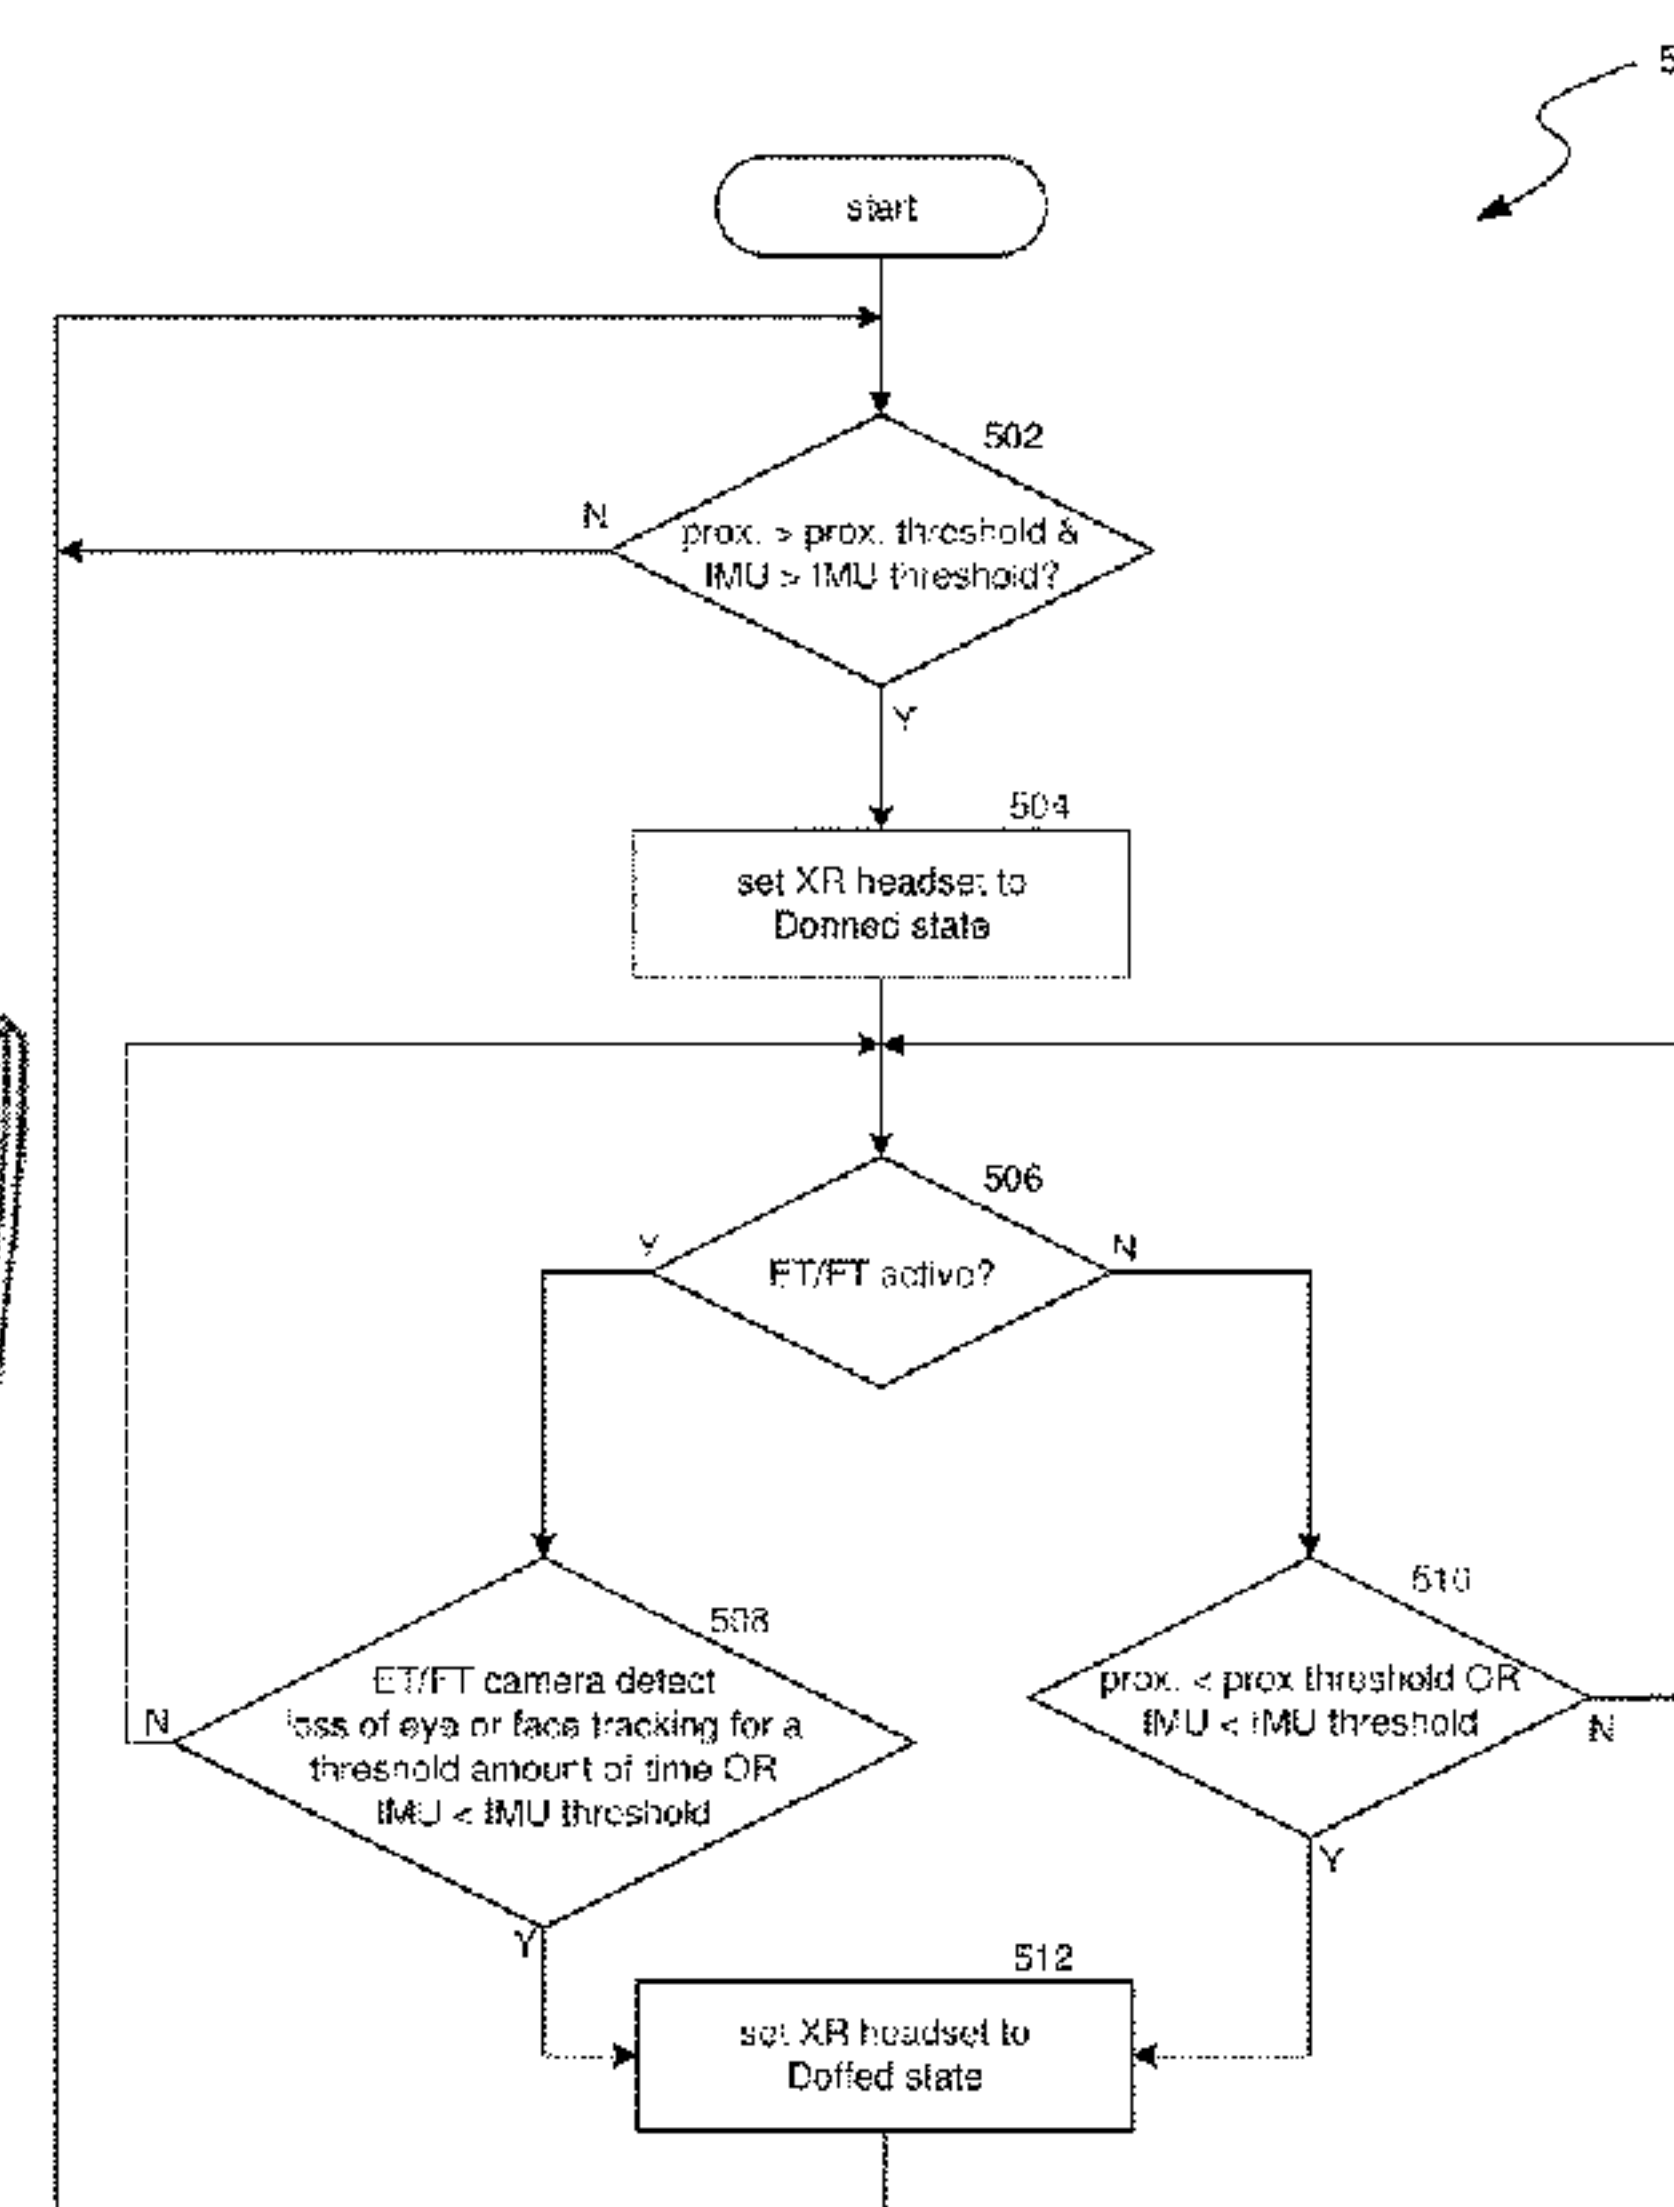 5
start
502
N
prox. > prox. threshold &
IMU > IMU threshold?
Y
504
set XR headset to
Donned state
506
Y
N
ET/FT active?
510
508
ET/FT camera detect
loss of eye or face tracking for a
threshold amount of time OR
IMU < IMU threshold
N
prox. < prox threshold OR
IMU < IMU threshold
N
Y
Y
512
set XR headset to
Doffed state